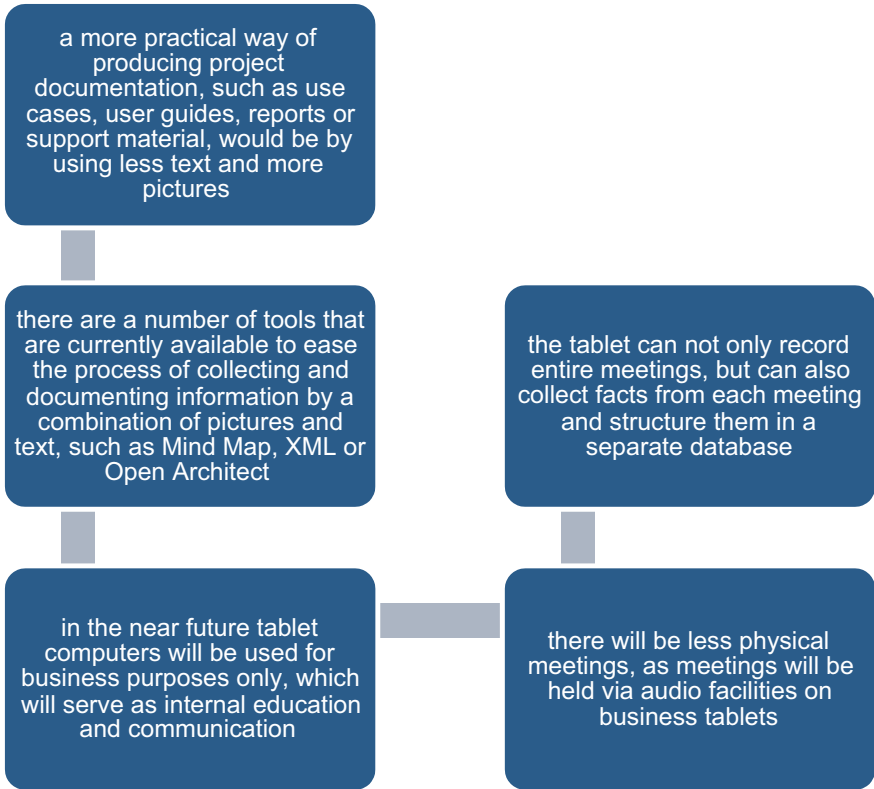 a more practical way of
producing project
documentation, such as use
cases, user guides, reports or
support material, would be by
using less text and more
pictures
there are a number of tools that
are currently available to ease
the process of collecting and
documenting information by a
combination of pictures and
text, such as Mind Map, XML or
Open Architect
in the near future tablet
computers will be used for
business purposes only, which
will serve as internal education
and communication
there will be less physical
meetings, as meetings will be
held via audio facilities on
business tablets
the tablet can not only record
entire meetings, but can also
collect facts from each meeting
and structure them in a
separate database